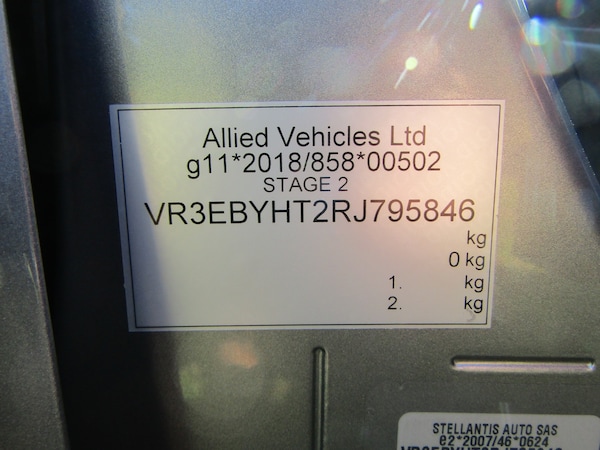 Allied Vehicles Ltd
g11*2018/858*00502
STAGE 2
VR3EBYHT2RJ795846
kg
0 kg
1. kg
2. kg
STELLANTIS AUTO SAS
e2*2007/46*0624